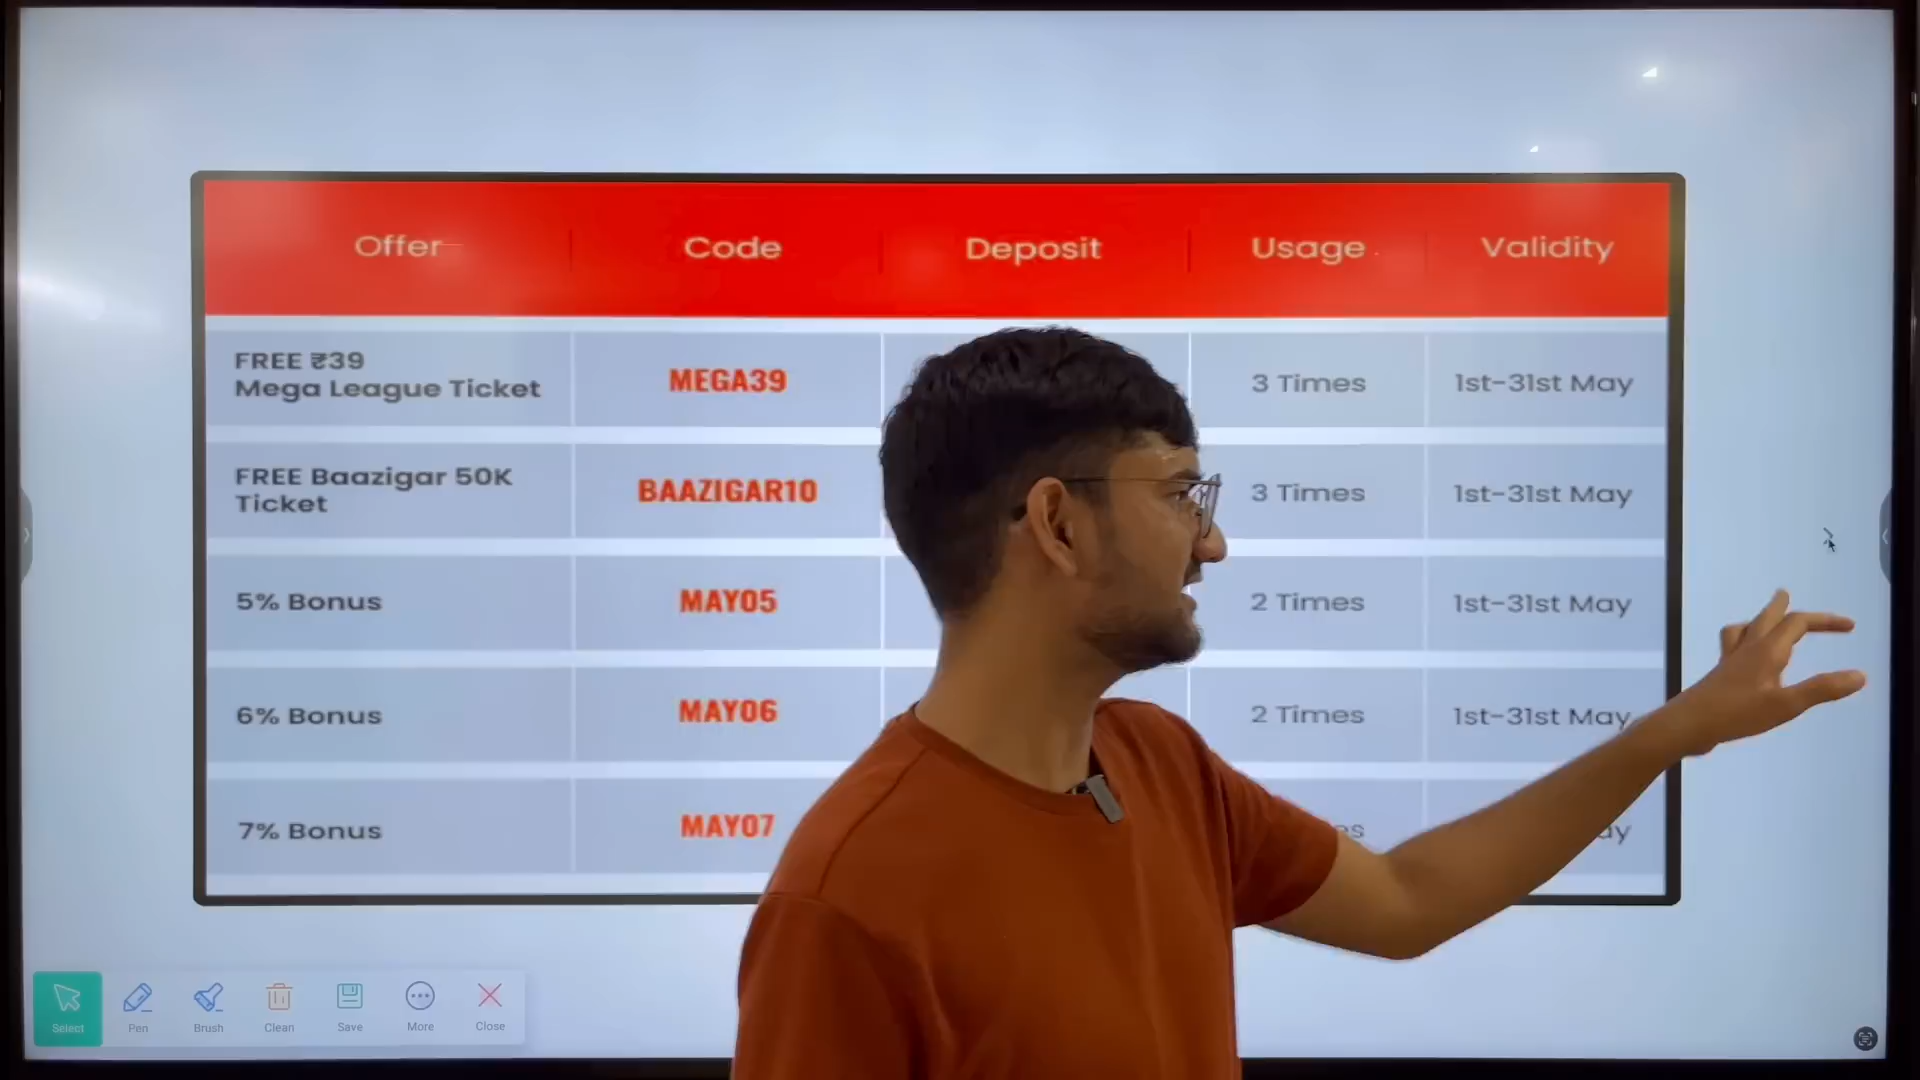 Offer Code Deposit Usage Validity
FREE ₹39
Mega League Ticket
MEGA39 3 Times 1st-31st May
FREE Baazigar 50K
Ticket
BAAZIGAR10 3 Times 1st-31st May
5% Bonus MAY05 2 Times 1st-31st May
6% Bonus MAY06 2 Times 1st-31st May
7% Bonus MAY07
Select Pen Brush Clean Save More Close